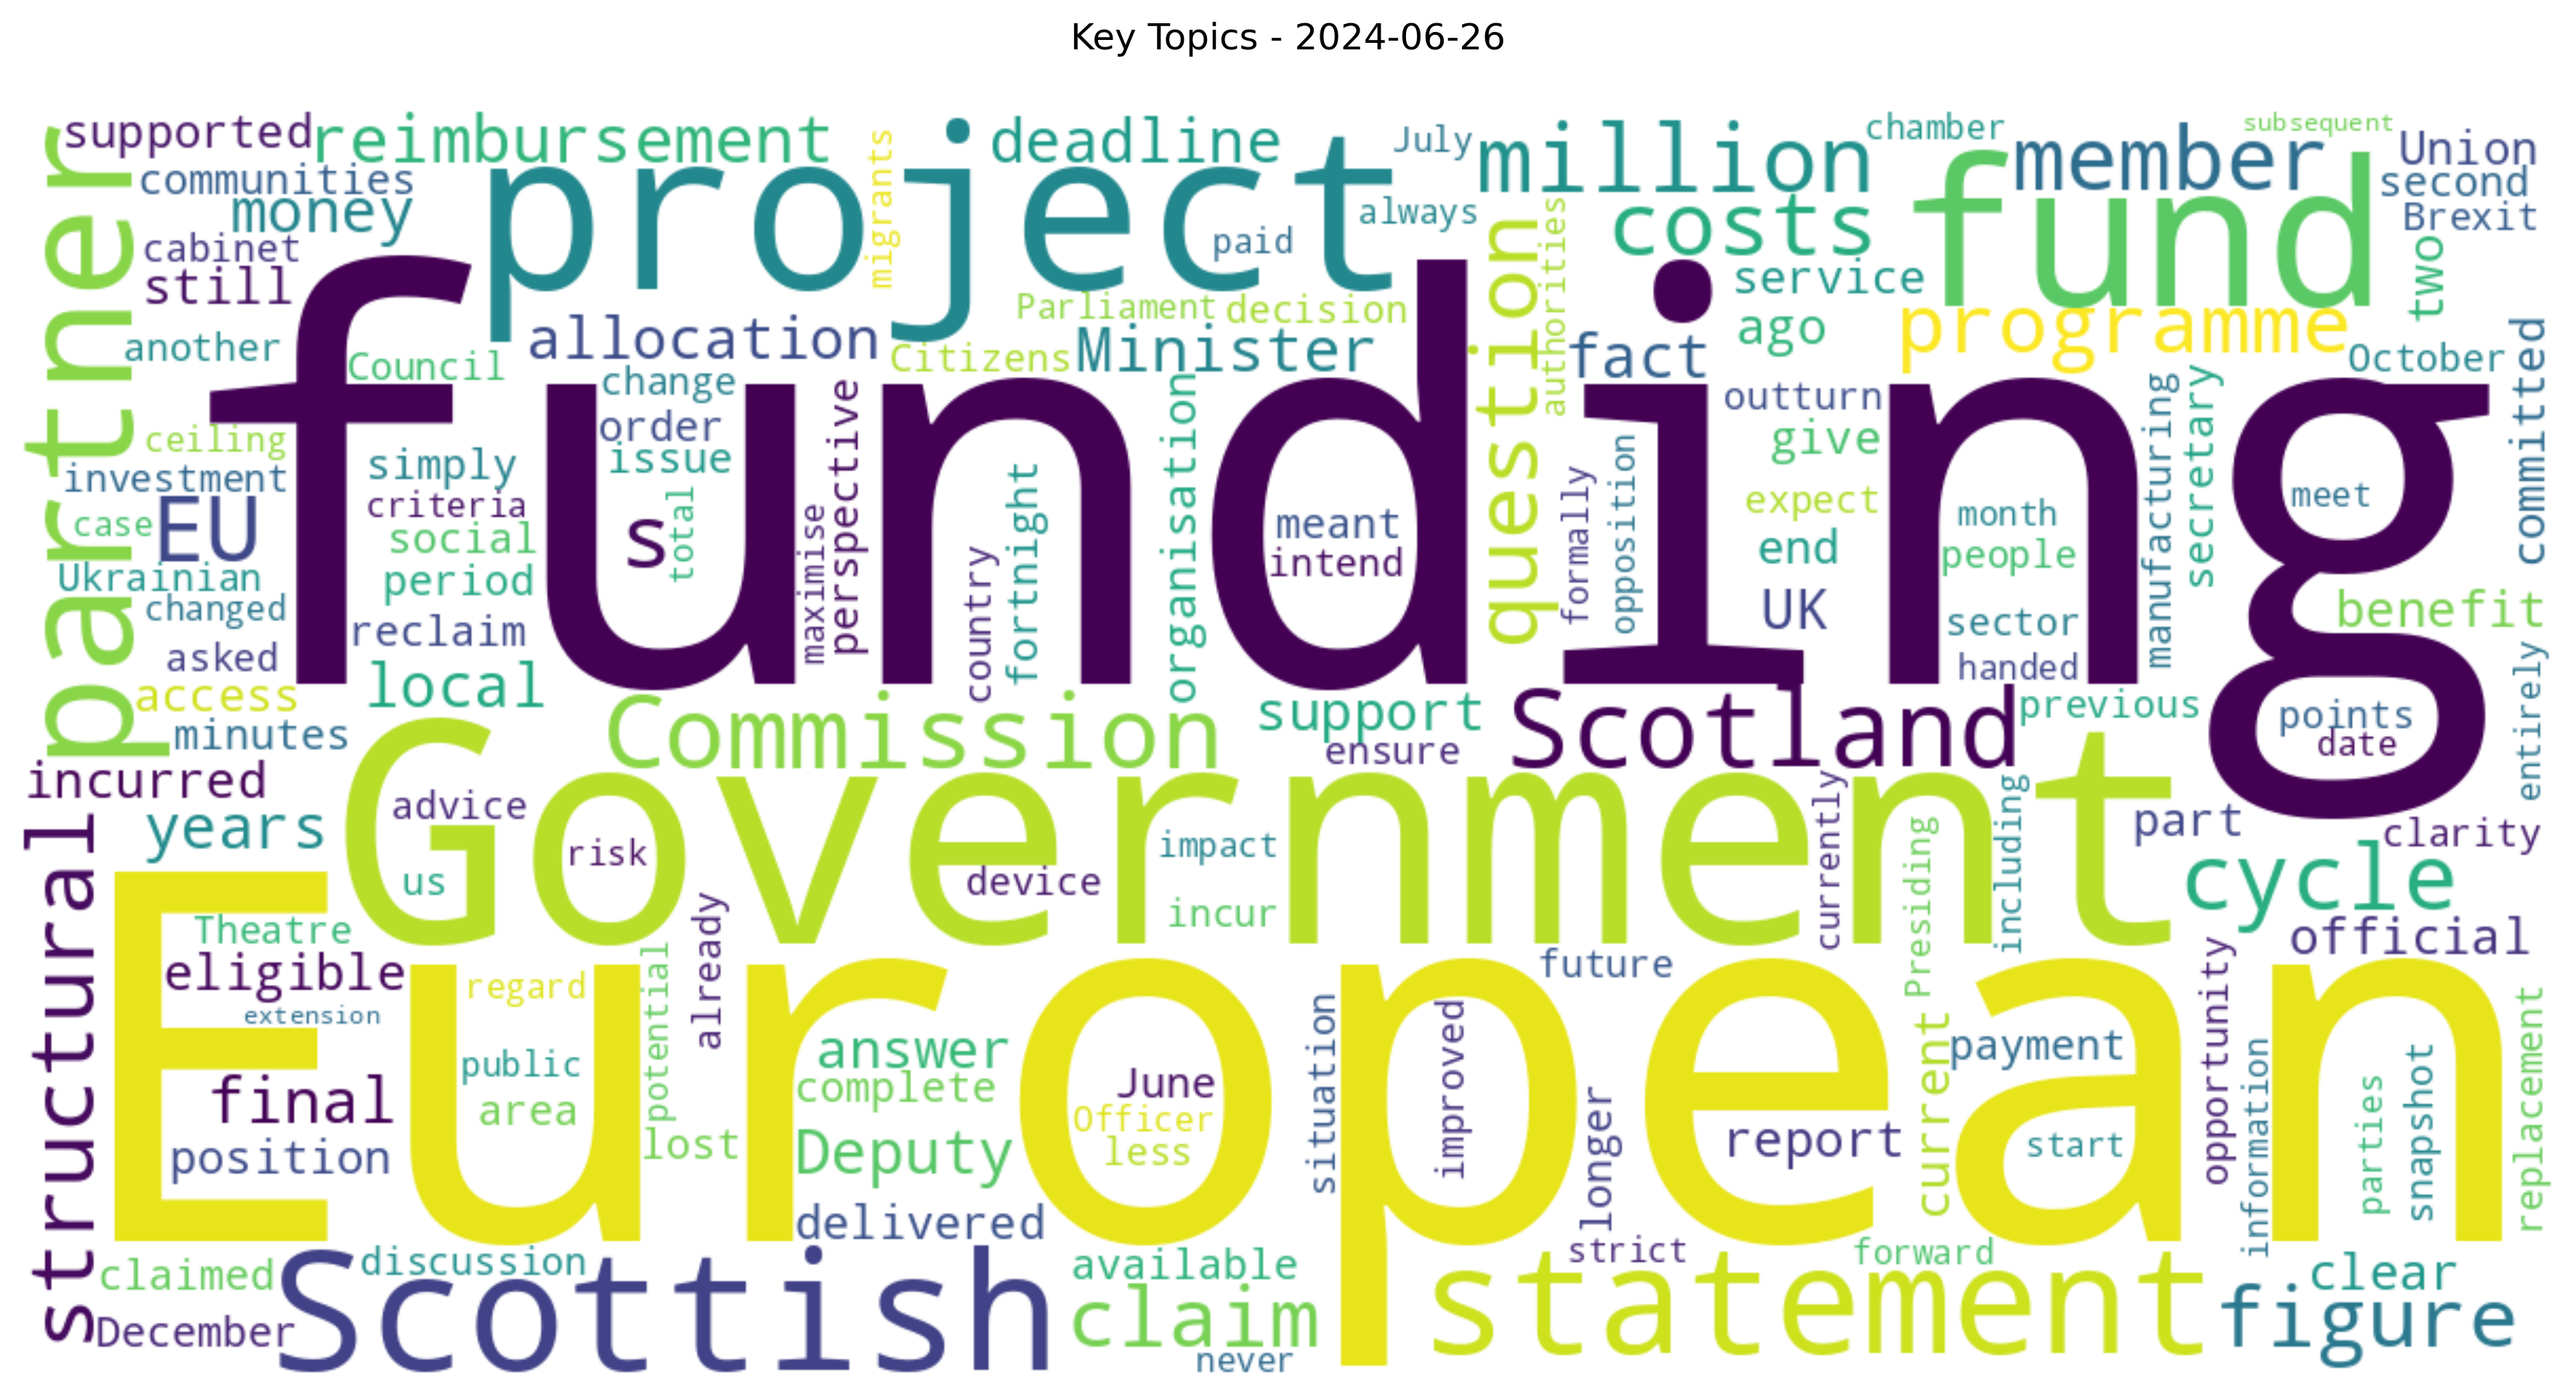 Key Topics - 2024-06-26
supported
reimbursement
migrants
project
deadline
July
million
chamber
member
subsequent
Union
communities
money
always
costs
fund
second
Brexit
cabinet
paid
authorities
two
still
service
partner
Parliament
decision
question
ago
programme
another
allocation
Citizens
Minister
fact
October
Council
change
funding
outturn
order
perspective
organisation
manufacturing
secretary
committed
ceiling
simply
issue
give
investment
criteria
total
fortnight
formally
opposition
expect
meet
case
EU
social
s
maximise
meant
month
Ukrainian
period
country
intend
end
people
changed
reclaim
UK
sector
benefit
asked
handed
access
local
Commission
support
Scotland
previous
points
entirely
minutes
ensure
date
incurred
advice
Government
currently
including
part
clarity
years
risk
impact
Presiding
structural
us
device
cycle
incur
already
Theatre
official
eligible
regard
potential
future
opportunity
extension
European
situation
improved
current
public
answer
payment
information
replacement
final
area
complete
June
longer
parties
snapshot
Officer
position
lost
Deputy
less
report
start
delivered
claimed
discussion
available
strict
forward
clear
December
Scottish
claim
statement
figure
never